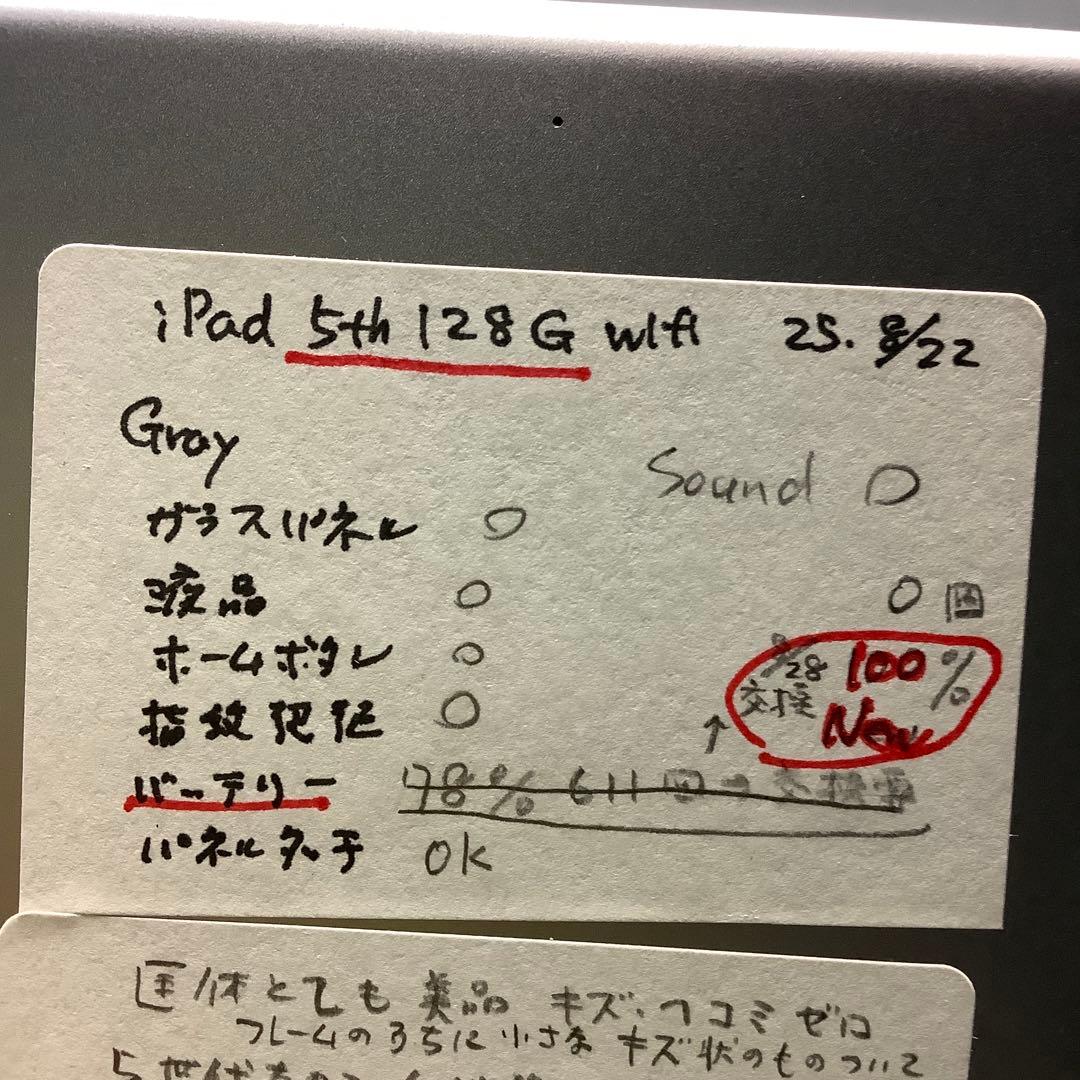 iPad 5th 128G wifi 25. 8/22
Gray
Sound ○
ガラスパネル ○
液晶 ○
0 回
ホームボタン ○
8/28 100%
交換 New
指紋認証 ○
↑
バッテリー 78% 611回→交換
パネルタッチ OK
匡体とても美品 キズ、ヘコミゼロ
フレームのうちに小さな キズ状のものついて
5世代